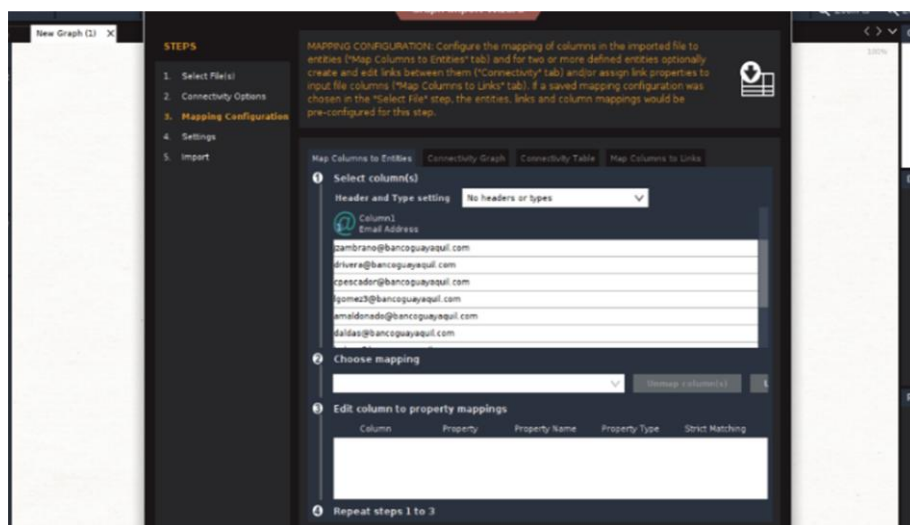 New Graph (1) X
100%
STEPS
1. Select File(s)
2. Connectivity Options
3. Mapping Configuration
4. Settings
5. Import
MAPPING CONFIGURATION: Configure the mapping of columns in the imported file to
entities ("Map Columns to Entities" tab) and for two or more defined entities optionally
create and edit links between them ("Connectivity" tab) and/or assign link properties to
input file columns ("Map Columns to Links" tab). If a saved mapping configuration was
chosen in the "Select File" step, the entities, links and column mappings would be
pre-configured for this step.
Map Columns to Entities Connectivity Graph Connectivity Table Map Columns to Links
1 Select column(s)
Header and Type setting No headers or types
Column1
Email Address
jzambrano@bancoguayaquil.com
drivera@bancoguayaquil.com
cpescador@bancoguayaquil.com
lgomez3@bancoguayaquil.com
amaldonado@bancoguayaquil.com
daldas@bancoguayaquil.com
2 Choose mapping
Unmap column(s)
3 Edit column to property mappings
Column Property Property Name Property Type Strict Matching
4 Repeat steps 1 to 3